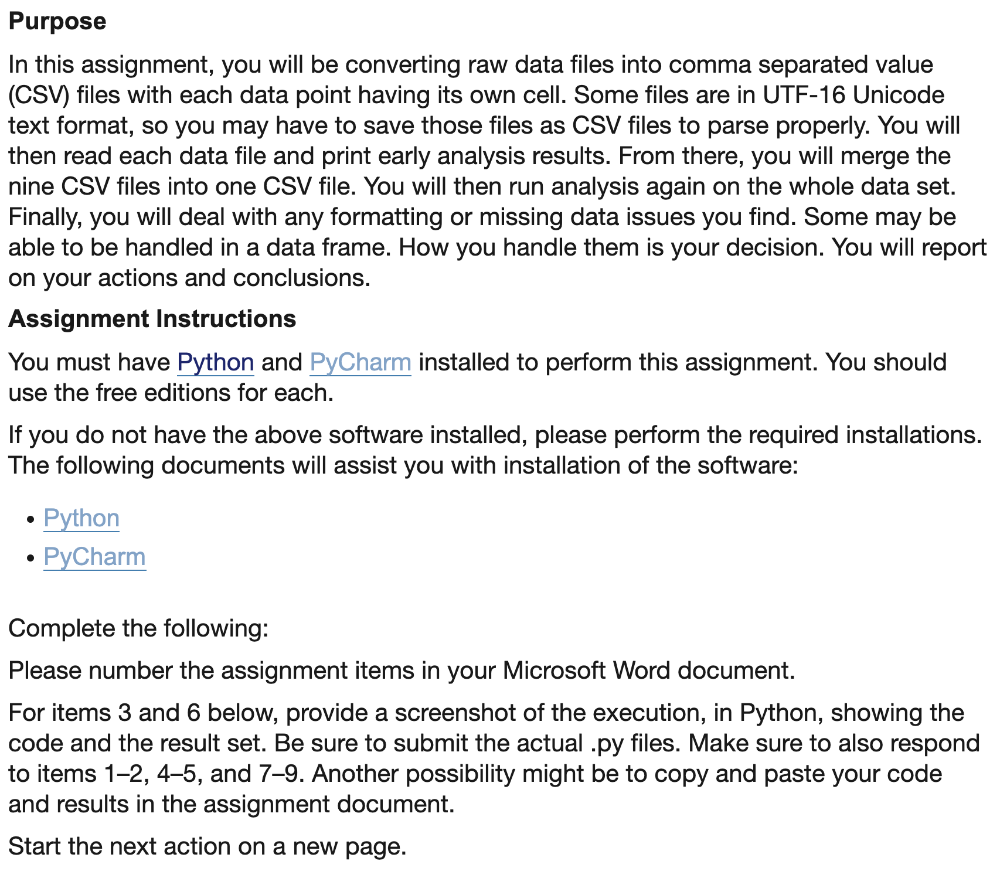 Purpose
In this assignment, you will be converting raw data files into comma separated value
(CSV) files with each data point having its own cell. Some files are in UTF-16 Unicode
text format, so you may have to save those files as CSV files to parse properly. You will
then read each data file and print early analysis results. From there, you will merge the
nine CSV files into one CSV file. You will then run analysis again on the whole data set.
Finally, you will deal with any formatting or missing data issues you find. Some may be
able to be handled in a data frame. How you handle them is your decision. You will report
on your actions and conclusions.
Assignment Instructions
You must have Python and PyCharm installed to perform this assignment. You should
use the free editions for each.
If you do not have the above software installed, please perform the required installations.
The following documents will assist you with installation of the software:
• Python
• PyCharm
Complete the following:
Please number the assignment items in your Microsoft Word document.
For items 3 and 6 below, provide a screenshot of the execution, in Python, showing the
code and the result set. Be sure to submit the actual .py files. Make sure to also respond
to items 1–2, 4–5, and 7–9. Another possibility might be to copy and paste your code
and results in the assignment document.
Start the next action on a new page.